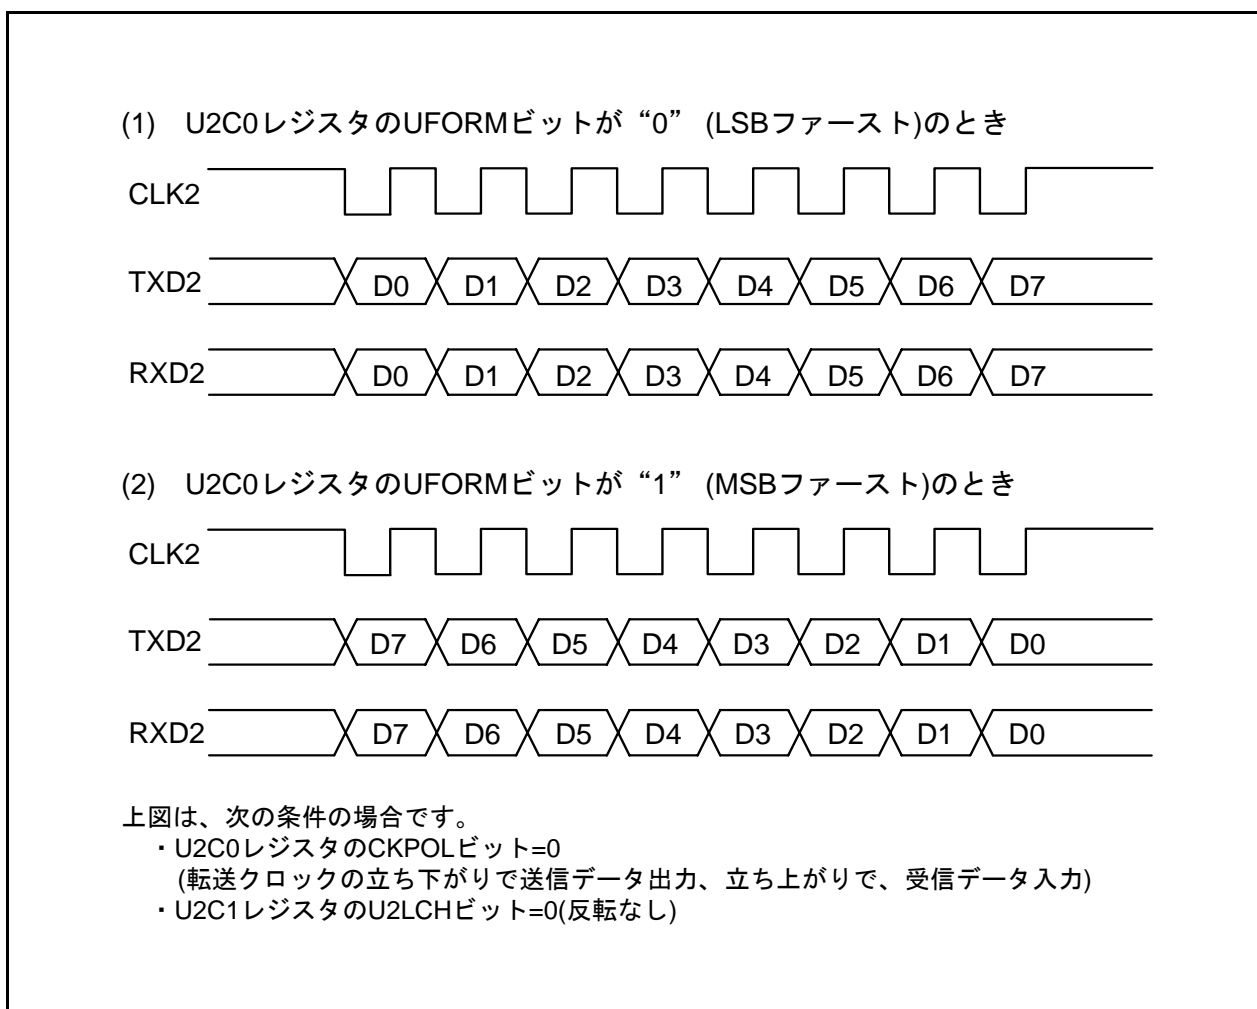 (1) U2C0レジスタのUFORMビットが“0” (LSBファースト)のとき
CLK2
TXD2 D0 D1 D2 D3 D4 D5 D6 D7
RXD2 D0 D1 D2 D3 D4 D5 D6 D7
(2) U2C0レジスタのUFORMビットが“1” (MSBファースト)のとき
CLK2
TXD2 D7 D6 D5 D4 D3 D2 D1 D0
RXD2 D7 D6 D5 D4 D3 D2 D1 D0
上図は、次の条件の場合です。
・U2C0レジスタのCKPOLビット=0
(転送クロックの立ち下がりで送信データ出力、立ち上がりで、受信データ入力)
・U2C1レジスタのU2LCHビット=0(反転なし)